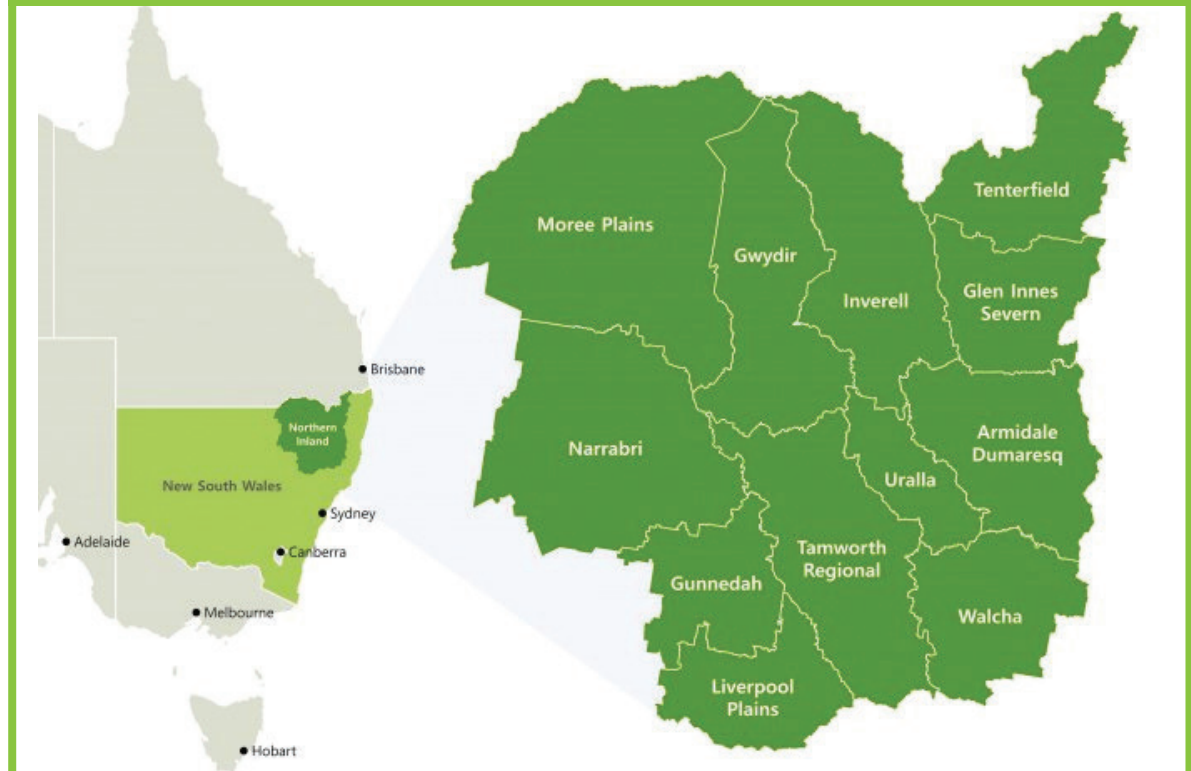 Brisbane
Northern
Inland
New South Wales
Sydney
Adelaide
Canberra
Melbourne
Hobart
Tenterfield
Moree Plains
Gwydir
Inverell
Glen Innes
Severn
Narrabri
Armidale
Dumaresq
Uralla
Tamworth
Regional
Gunnedah
Walcha
Liverpool
Plains